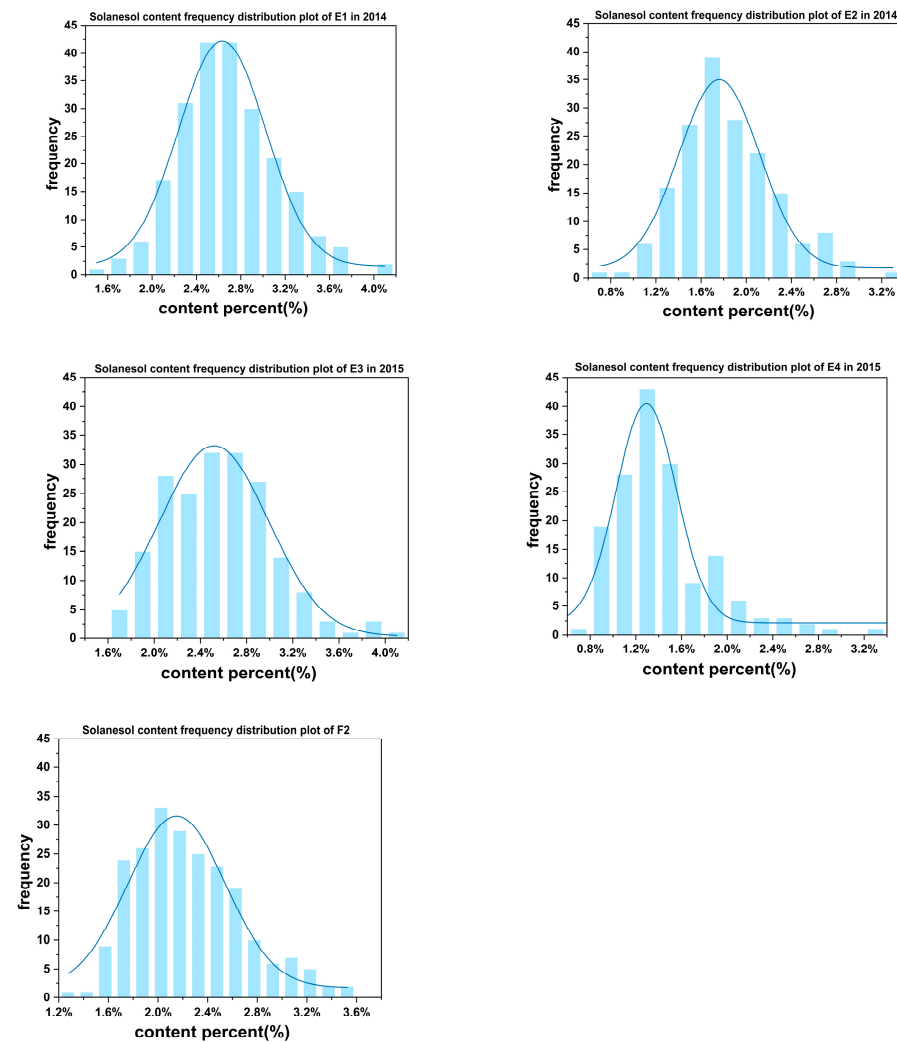 Solanesol content frequency distribution plot of E1 in 2014
45
40
35
30
25
20
15
10
5
0
frequency
1.6% 2.0% 2.4% 2.8% 3.2% 3.6% 4.0%
content percent(%)
Solanesol content frequency distribution plot of E2 in 2014
45
40
35
30
25
20
15
10
5
0
frequency
0.8% 1.2% 1.6% 2.0% 2.4% 2.8% 3.2%
content percent(%)
Solanesol content frequency distribution plot of E3 in 2015
45
40
35
30
25
20
15
10
5
0
frequency
1.6% 2.0% 2.4% 2.8% 3.2% 3.6% 4.0%
content percent(%)
Solanesol content frequency distribution plot of E4 in 2015
45
40
35
30
25
20
15
10
5
0
frequency
0.8% 1.2% 1.6% 2.0% 2.4% 2.8% 3.2%
content percent(%)
Solanesol content frequency distribution plot of F2
45
40
35
30
25
20
15
10
5
0
frequency
1.2% 1.6% 2.0% 2.4% 2.8% 3.2% 3.6%
content percent(%)